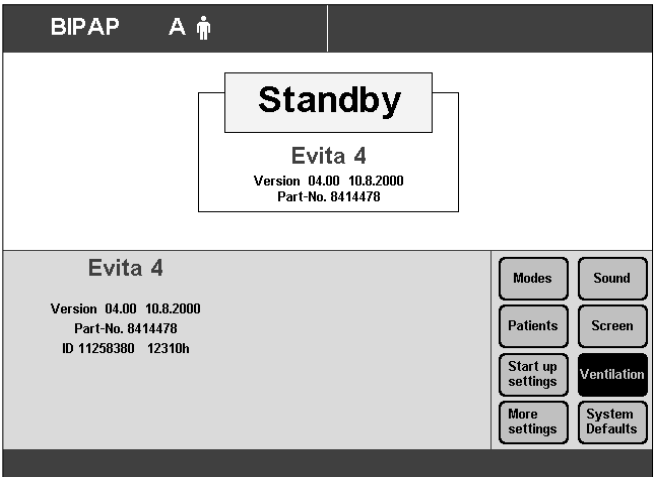 BIPAP A
Standby
Evita 4
Version 04.00 10.8.2000
Part-No. 8414478
Evita 4
Version 04.00 10.8.2000
Part-No. 8414478
ID 11258380 12310h
Modes
Sound
Patients
Screen
Start up
settings
Ventilation
More
settings
System
Defaults